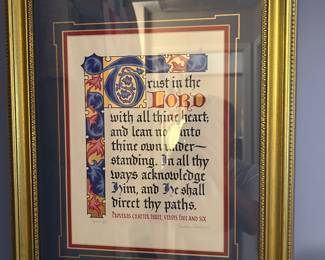 Trust in the
LORD
with all thine heart;
and lean not unto
thine own under-
standing. In all thy
ways acknowledge
Him, and He shall
direct thy paths.
PROVERBS CHAPTER THREE, VERSES FIVE AND SIX